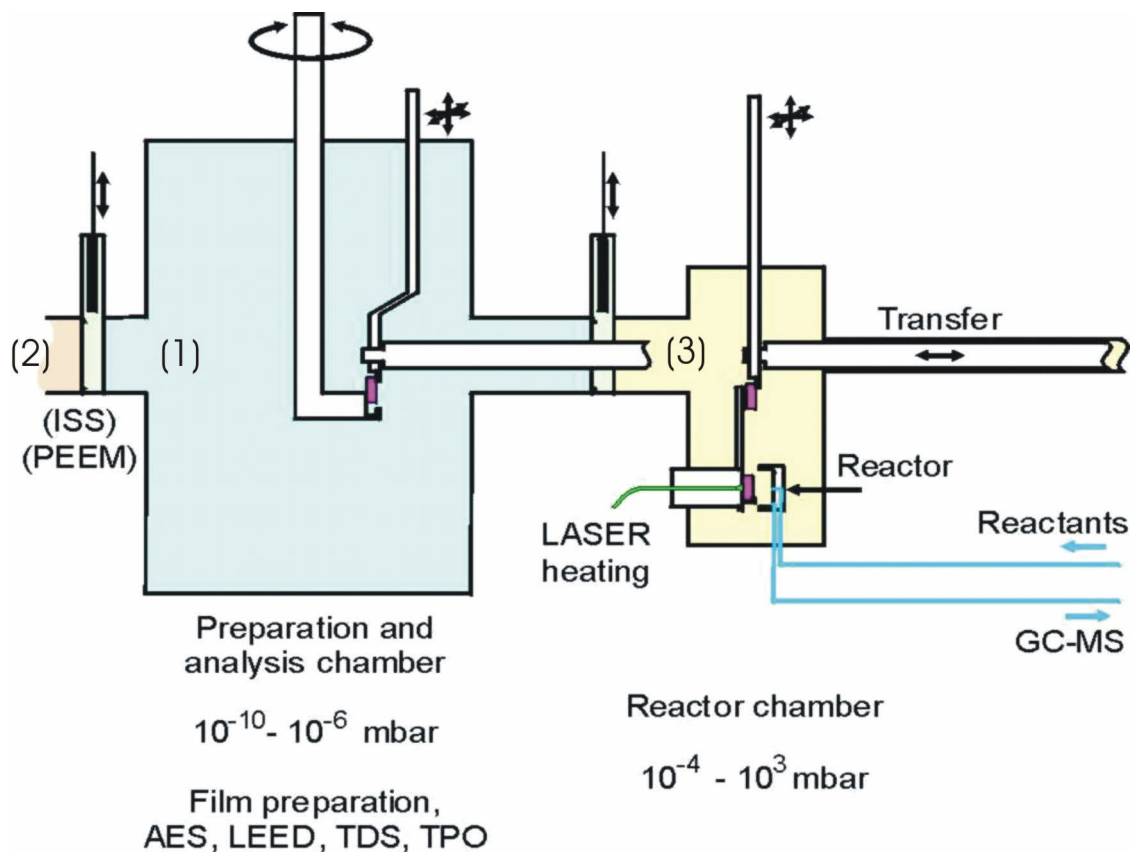 (2)
(1)
(3)
Transfer
(ISS)
(PEEM)
Reactor
LASER
heating
Reactants
GC-MS
Preparation and
analysis chamber
10⁻¹⁰- 10⁻⁶ mbar
Film preparation,
AES, LEED, TDS, TPO
Reactor chamber
10⁻⁴ - 10³ mbar